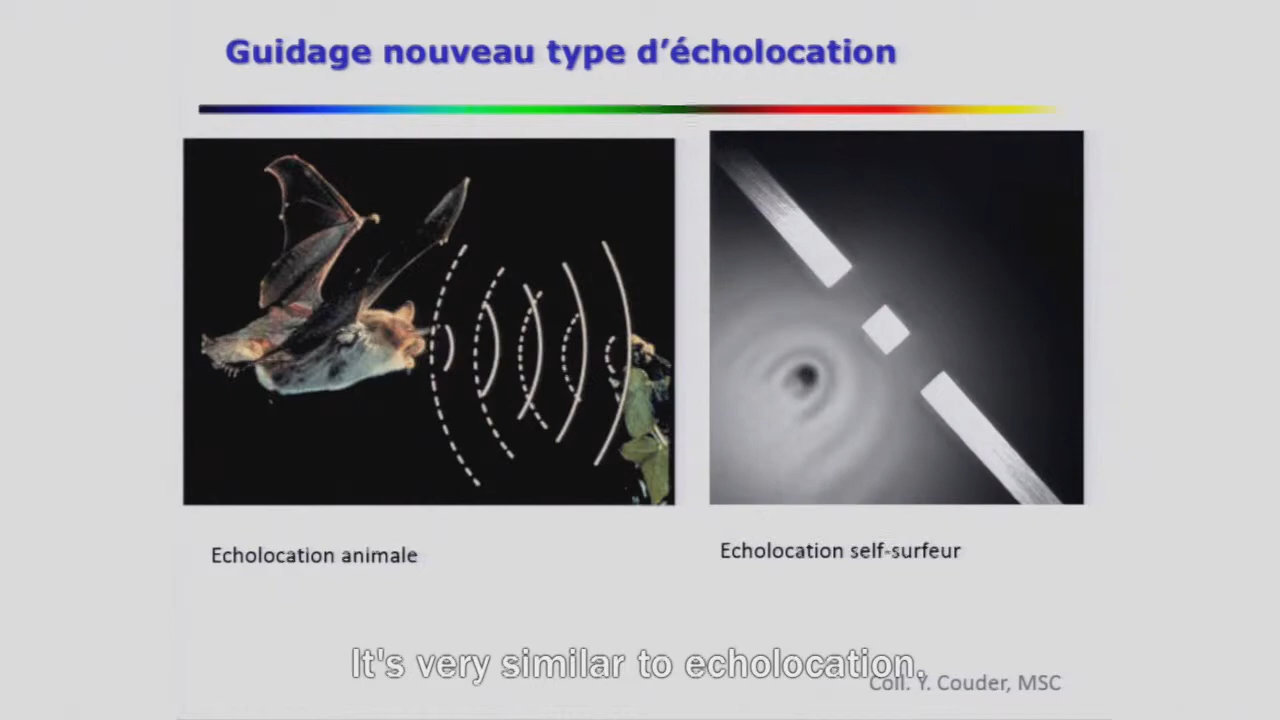 Guidage nouveau type d'écholocation
Echolocation animale
Echolocation self-surfeur
It's very similar to echolocation.
Coll. Y. Couder, MSC